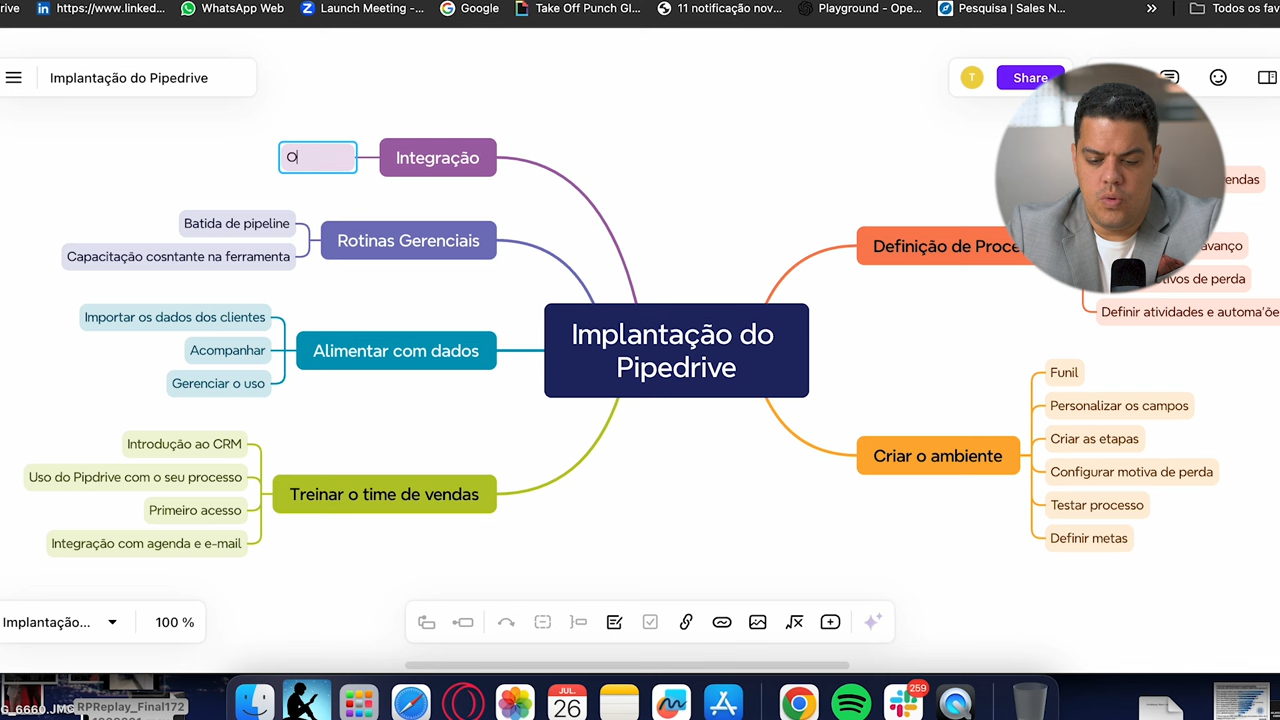 rive
https://www.linked...
WhatsApp Web
Launch Meeting -...
Google
Take Off Punch Gl...
11 notificação nov...
Playground - Ope...
Pesquisa | Sales N...
»
Todos os fav
Implantação do Pipedrive
T
Share
O
Integração
Batida de pipeline
Capacitação cosntante na ferramenta
Rotinas Gerenciais
Importar os dados dos clientes
Acompanhar
Gerenciar o uso
Alimentar com dados
Introdução ao CRM
Uso do Pipdrive com o seu processo
Primeiro acesso
Integração com agenda e e-mail
Treinar o time de vendas
Implantação do
Pipedrive
Definição de Proce
endas
avanço
tivos de perda
Definir atividades e automa'õe
Criar o ambiente
Funil
Personalizar os campos
Criar as etapas
Configurar motiva de perda
Testar processo
Definir metas
Implantação...
100 %
G_6660.JMG
RPReplay_Final172
JUL.
26
259